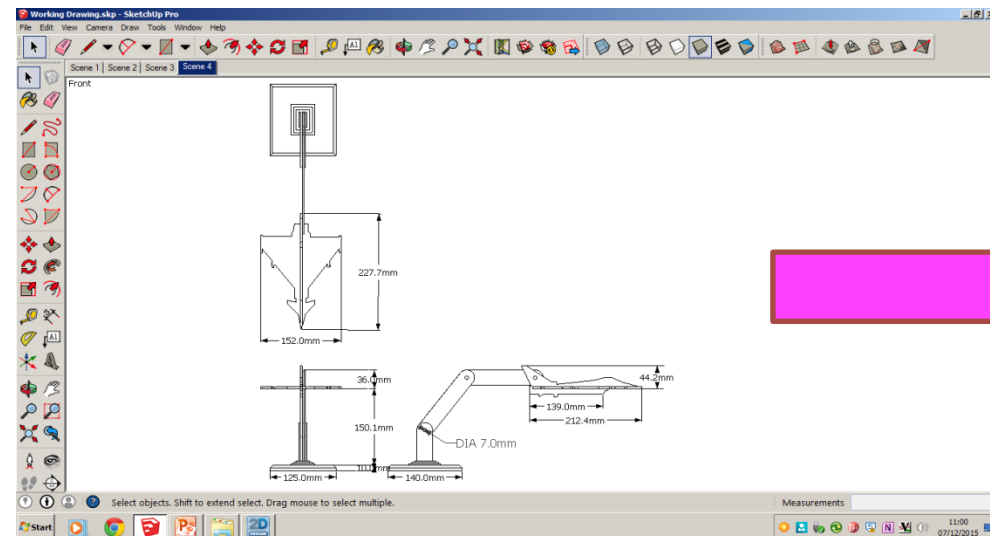 Working Drawing.skp - SketchUp Pro
File Edit View Camera Draw Tools Window Help
A1
Scene 1 Scene 2 Scene 3 Scene 4
Front
A1
227.7mm
152.0mm
36.0mm
44.2mm
139.0mm
212.4mm
150.1mm
DIA 7.0mm
125.0mm
140.0mm
Select objects. Shift to extend select. Drag mouse to select multiple.
Measurements
Start
2D
N
11:00
07/12/2015